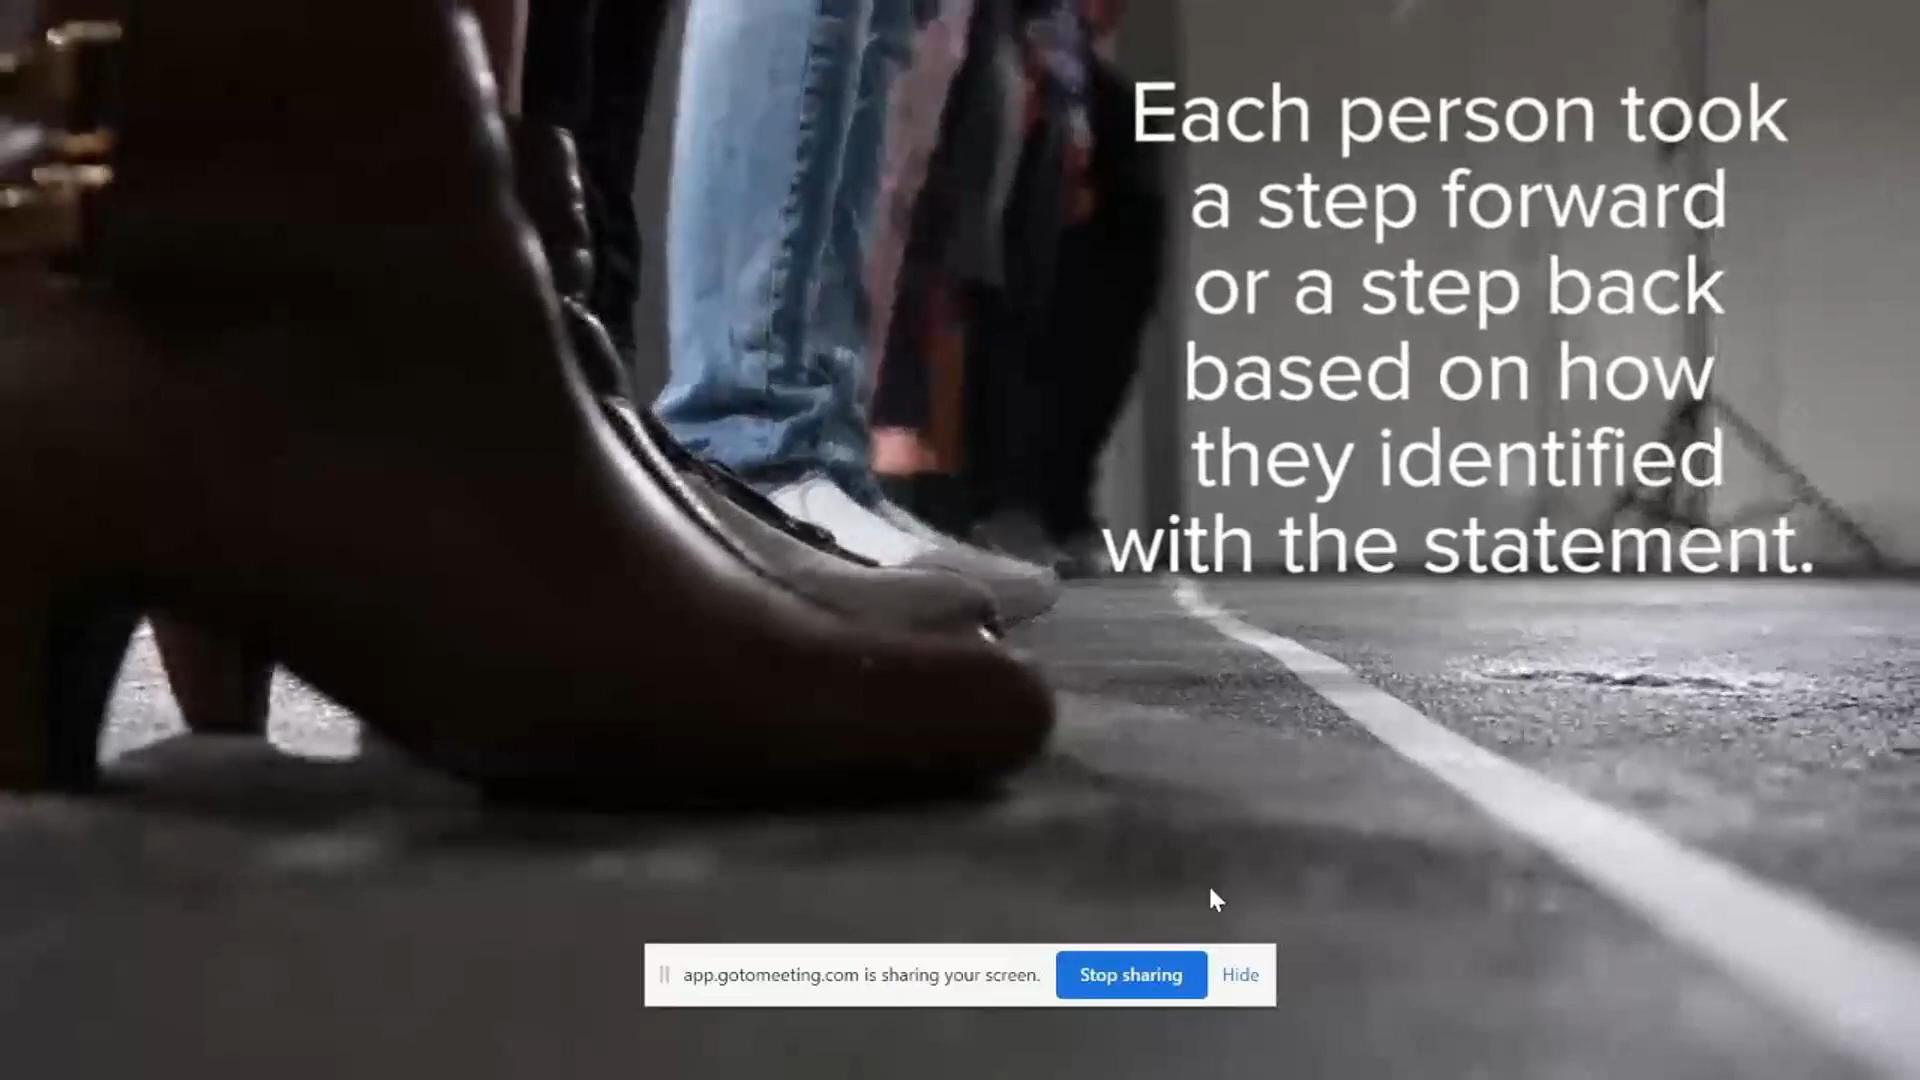 Each person took
a step forward
or a step back
based on how
they identified
with the statement.
app.gotomeeting.com is sharing your screen. Stop sharing Hide